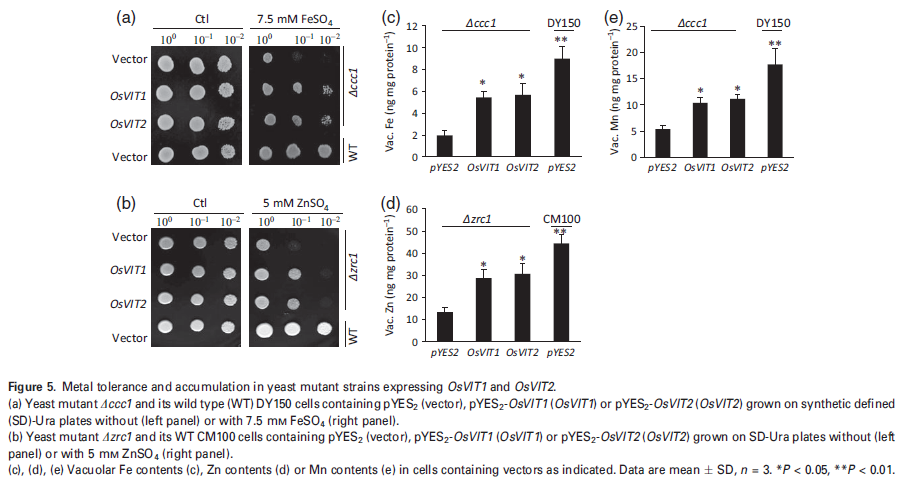 (a)
Ctl
7.5 mM FeSO4
10⁰ 10⁻¹ 10⁻²
10⁰ 10⁻¹ 10⁻²
Vector
OsVIT1
OsVIT2
Vector
Δccc1
WT
(b)
Ctl
5 mM ZnSO4
10⁰ 10⁻¹ 10⁻²
10⁰ 10⁻¹ 10⁻²
Vector
OsVIT1
OsVIT2
Vector
Δzrc1
WT
(c)
Δccc1
DY150
Vac. Fe (ng mg protein⁻¹)
12
10
8
6
4
2
0
*
*
**
pYES2 OsVIT1 OsVIT2 pYES2
(d)
Δzrc1
CM100
Vac. Zn (ng mg protein⁻¹)
60
50
40
30
20
10
0
*
*
**
pYES2 OsVIT1 OsVIT2 pYES2
(e)
Δccc1
DY150
Vac. Mn (ng mg protein⁻¹)
25
20
15
10
5
0
*
*
**
pYES2 OsVIT1 OsVIT2 pYES2
Figure 5. Metal tolerance and accumulation in yeast mutant strains expressing OsVIT1 and OsVIT2.
(a) Yeast mutant Δccc1 and its wild type (WT) DY150 cells containing pYES2 (vector), pYES2-OsVIT1 (OsVIT1) or pYES2-OsVIT2 (OsVIT2) grown on synthetic defined
(SD)-Ura plates without (left panel) or with 7.5 mM FeSO4 (right panel).
(b) Yeast mutant Δzrc1 and its WT CM100 cells containing pYES2 (vector), pYES2-OsVIT1 (OsVIT1) or pYES2-OsVIT2 (OsVIT2) grown on SD-Ura plates without (left
panel) or with 5 mM ZnSO4 (right panel).
(c), (d), (e) Vacuolar Fe contents (c), Zn contents (d) or Mn contents (e) in cells containing vectors as indicated. Data are mean ± SD, n = 3. *P < 0.05, **P < 0.01.